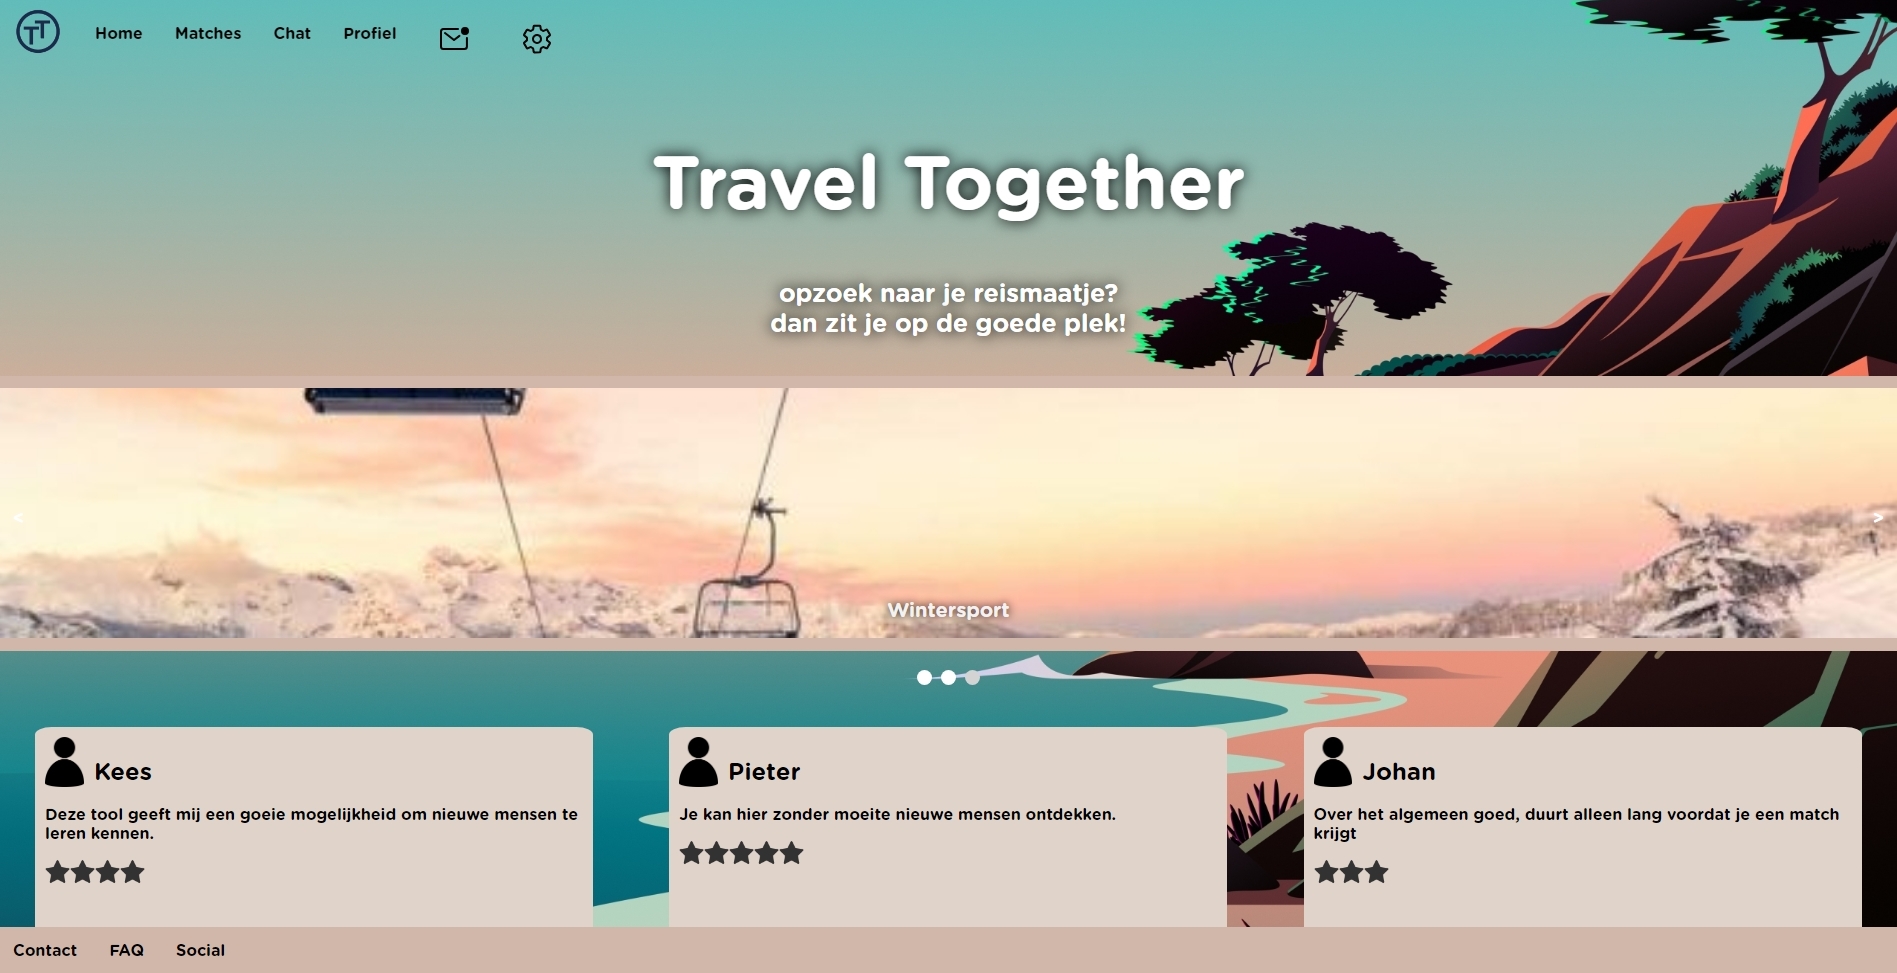 TT
Home Matches Chat Profiel
Travel Together
opzoek naar je reismaatje?
dan zit je op de goede plek!
< >
Wintersport
Kees
Deze tool geeft mij een goeie mogelijkheid om nieuwe mensen te
leren kennen.
Pieter
Je kan hier zonder moeite nieuwe mensen ontdekken.
Johan
Over het algemeen goed, duurt alleen lang voordat je een match
krijgt
Contact FAQ Social